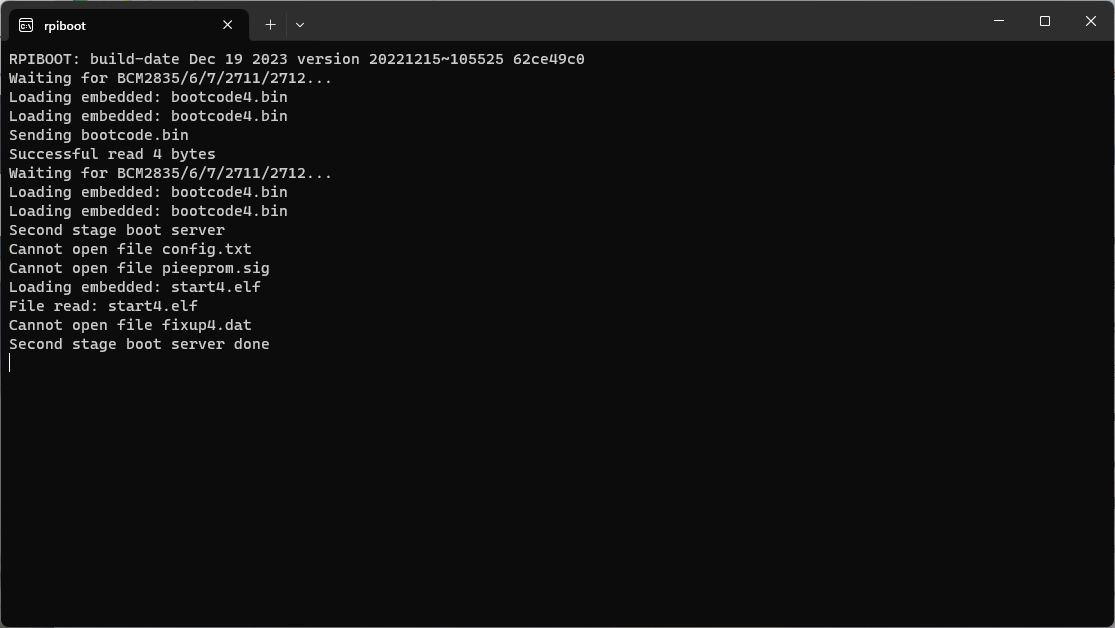 rpiboot
RPIBOOT: build-date Dec 19 2023 version 20221215~105525 62ce49c0
Waiting for BCM2835/6/7/2711/2712...
Loading embedded: bootcode4.bin
Loading embedded: bootcode4.bin
Sending bootcode.bin
Successful read 4 bytes
Waiting for BCM2835/6/7/2711/2712...
Loading embedded: bootcode4.bin
Loading embedded: bootcode4.bin
Second stage boot server
Cannot open file config.txt
Cannot open file pieeprom.sig
Loading embedded: start4.elf
File read: start4.elf
Cannot open file fixup4.dat
Second stage boot server done